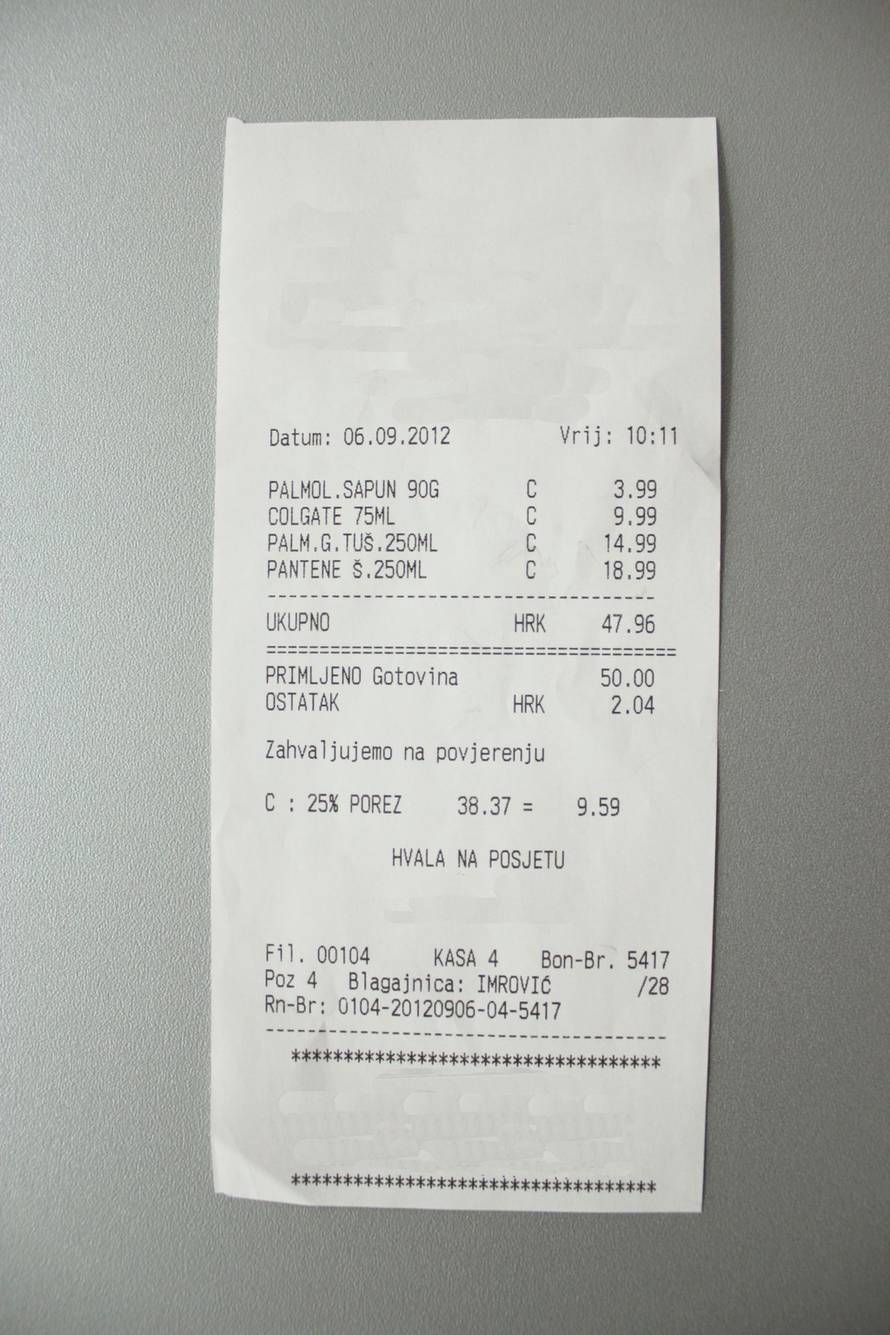 Datum: 06.09.2012 Vrij: 10:11
PALMOL.SAPUN 90G C 3.99
COLGATE 75ML C 9.99
PALM.G.TUŠ.250ML C 14.99
PANTENE Š.250ML C 18.99
-------------------------------------
UKUPNO HRK 47.96
=======================================
PRIMLJENO Gotovina 50.00
OSTATAK HRK 2.04
Zahvaljujemo na povjerenju
C : 25% POREZ 38.37 = 9.59
HVALA NA POSJETU
Fil. 00104 KASA 4 Bon-Br. 5417
Poz 4 Blagajnica: IMROVIĆ /28
Rn-Br: 0104-20120906-04-5417
--------------------------------------
***********************************
***********************************